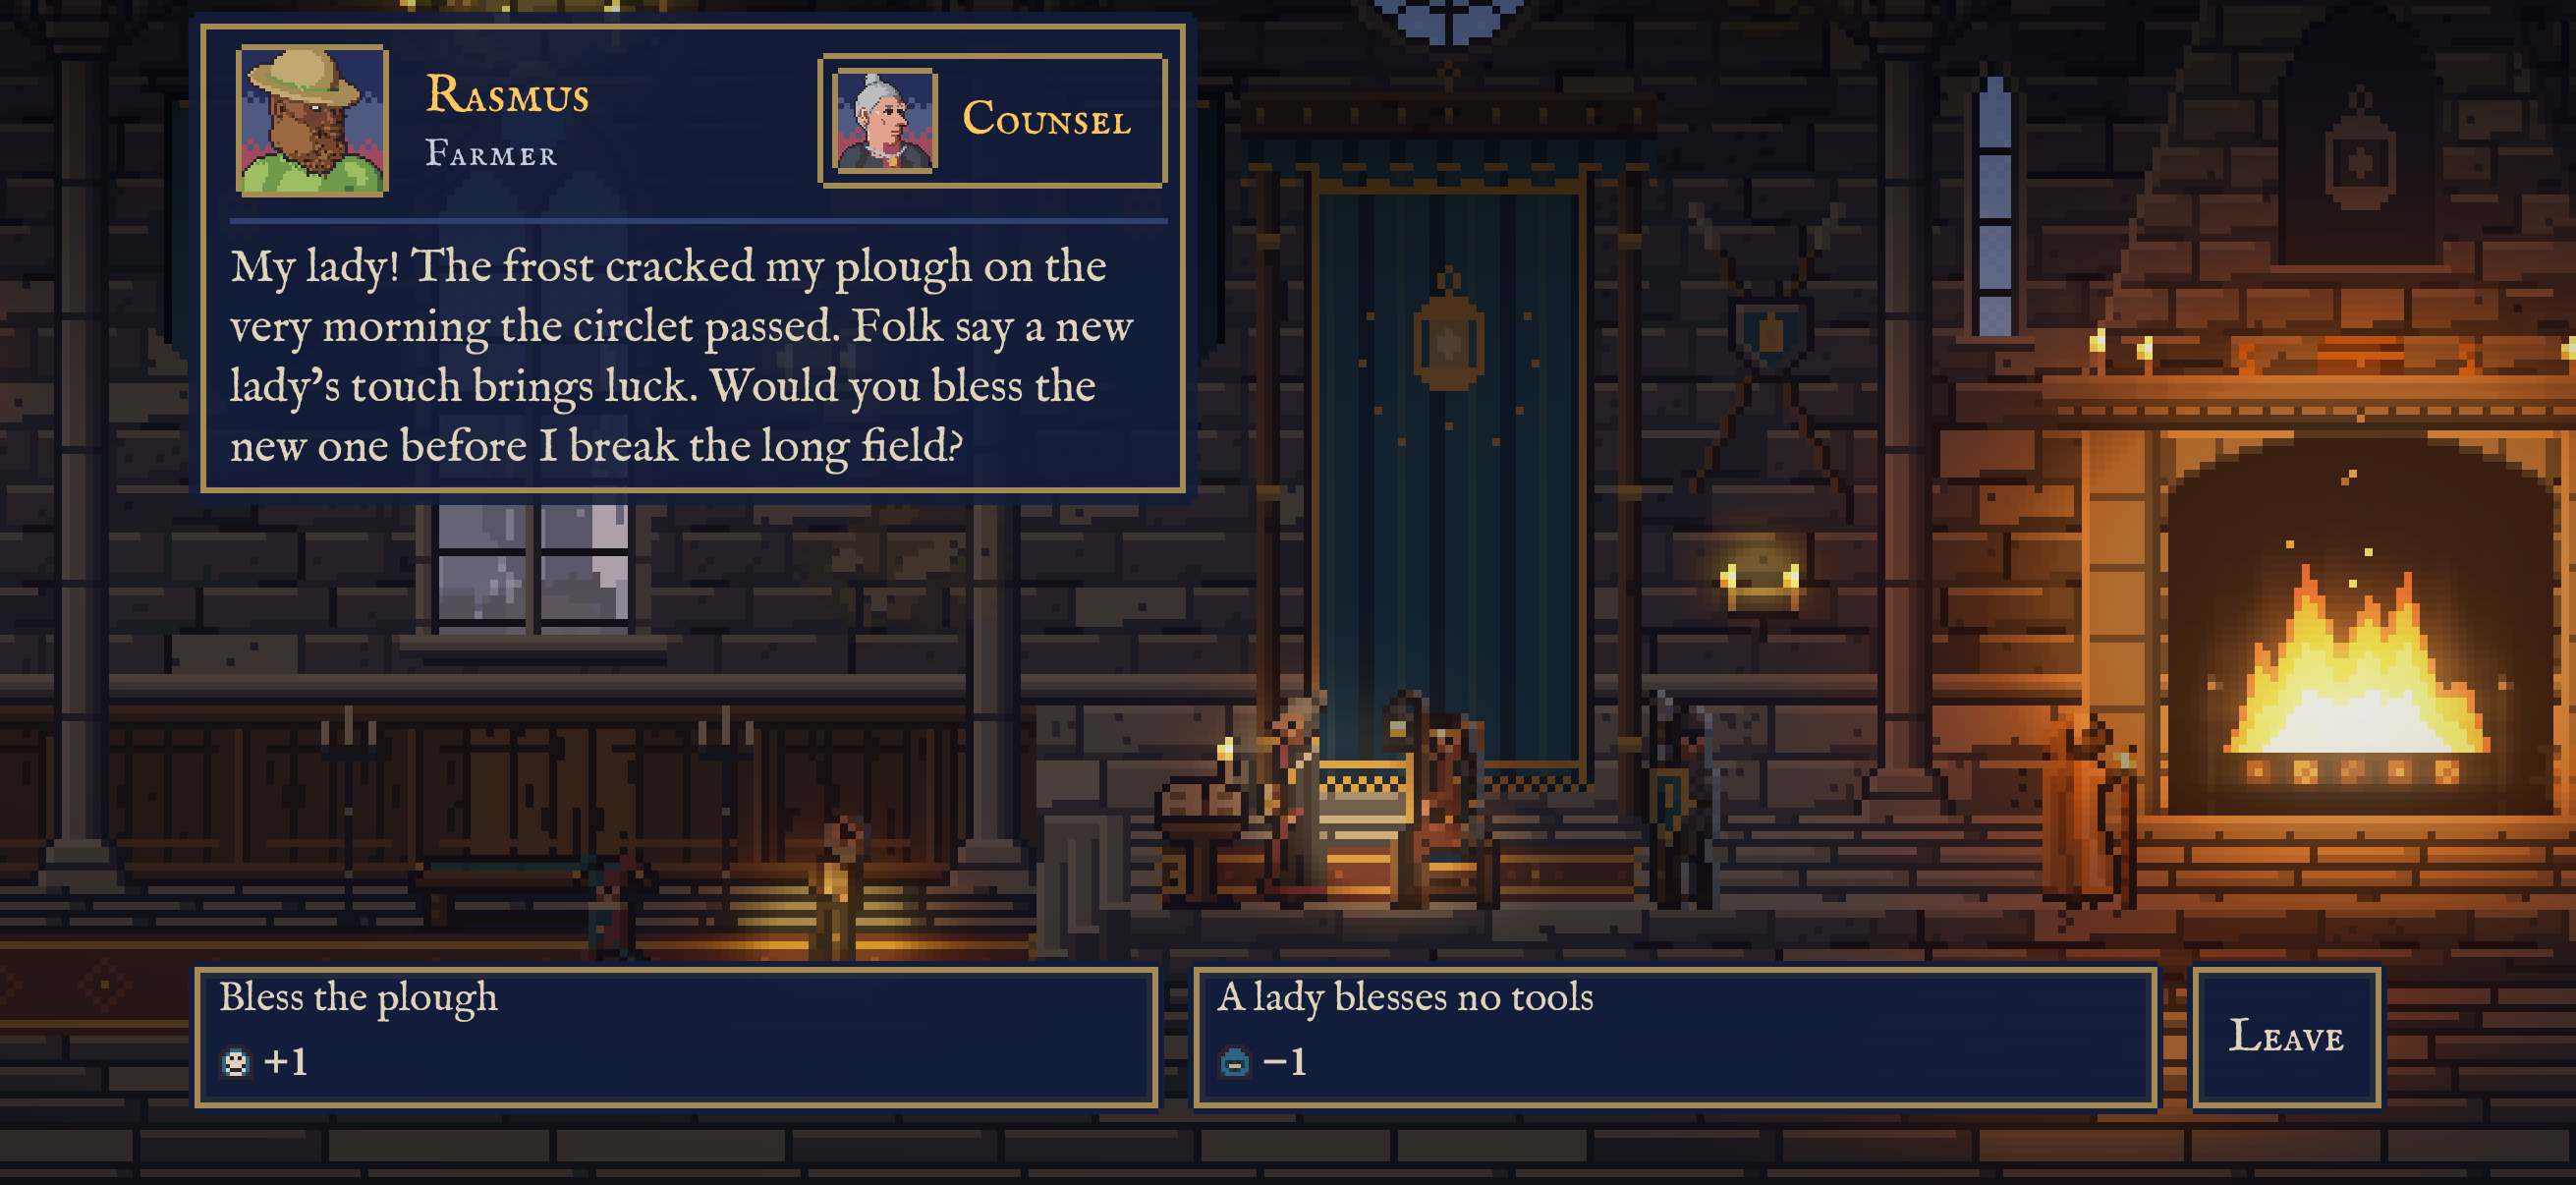 Rasmus
Farmer
Counsel
My lady! The frost cracked my plough on the
very morning the circlet passed. Folk say a new
lady's touch brings luck. Would you bless the
new one before I break the long field?
Bless the plough
+1
A lady blesses no tools
−1
Leave